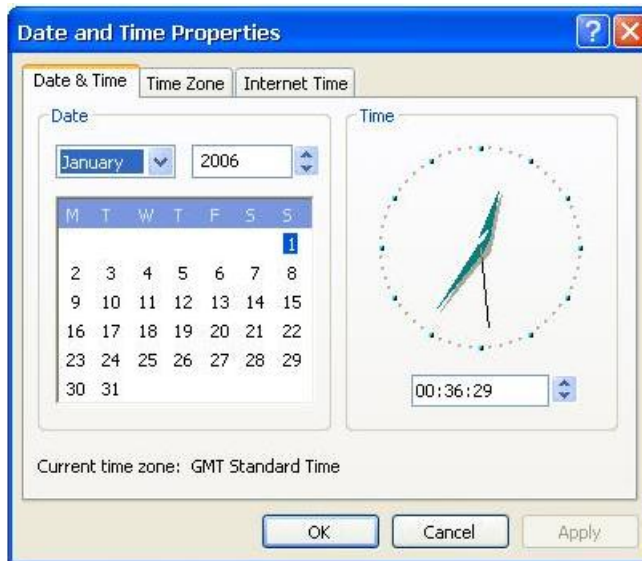 Date and Time Properties
Date & Time Time Zone Internet Time
Date
January 2006
M T W T F S S
1
2 3 4 5 6 7 8
9 10 11 12 13 14 15
16 17 18 19 20 21 22
23 24 25 26 27 28 29
30 31
Time
00:36:29
Current time zone: GMT Standard Time
OK Cancel Apply